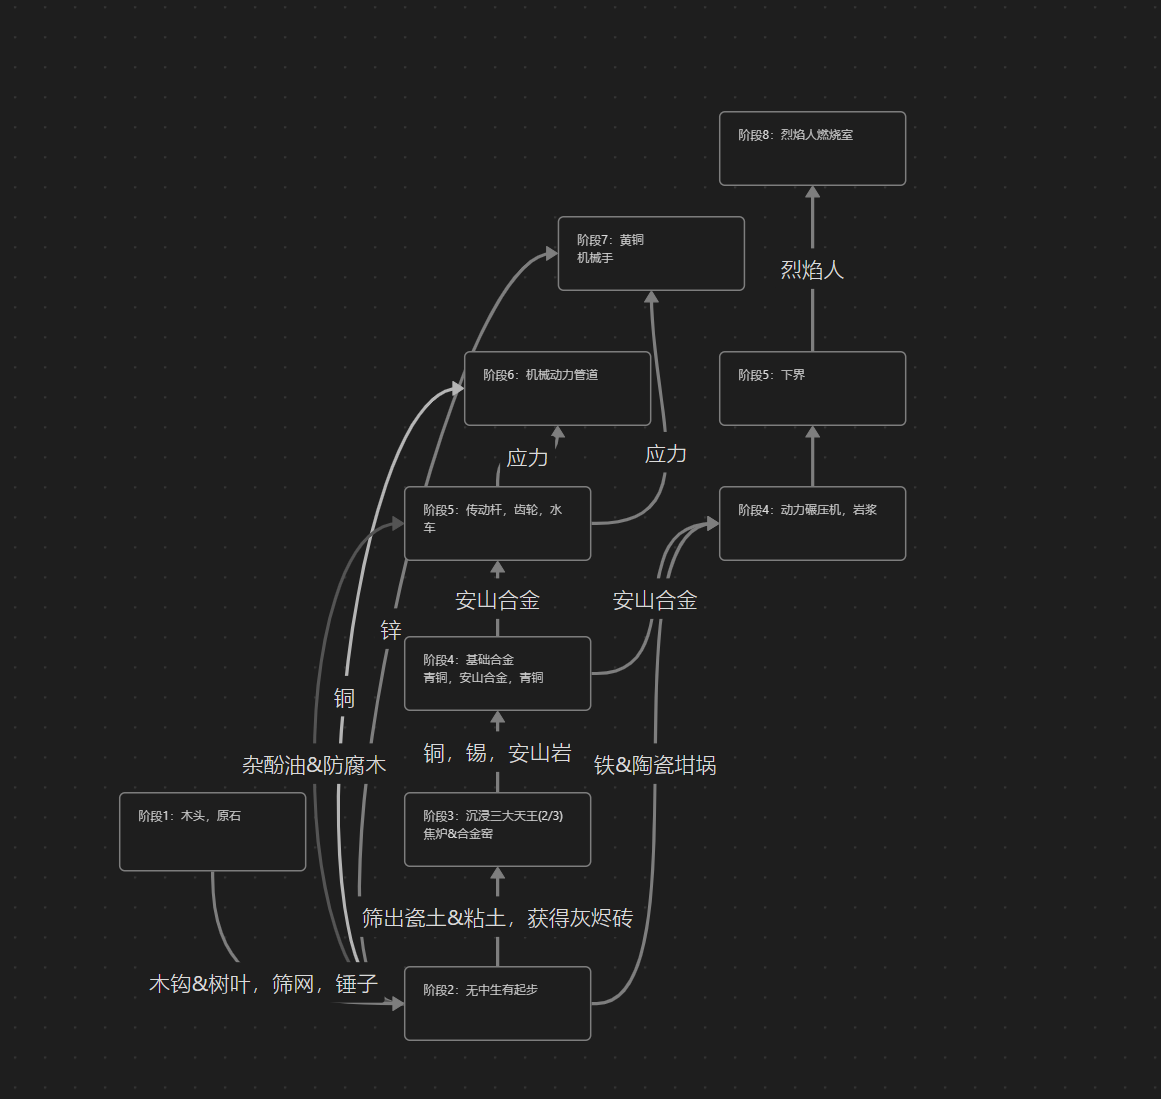 阶段8：烈焰人燃烧室
阶段7：黄铜
机械手
烈焰人
阶段6：机械动力管道
阶段5：下界
应力
应力
阶段5：传动杆，齿轮，水
车
阶段4：动力碾压机，岩浆
安山合金
安山合金
锌
阶段4：基础合金
青铜，安山合金，青铜
铜
铜，锡，安山岩
杂酚油&防腐木
铁&陶瓷坩埚
阶段1：木头，原石
阶段3：沉浸三大天王(2/3)
焦炉&合金窑
筛出瓷土&粘土，获得灰烬砖
木钩&树叶，筛网，锤子
阶段2：无中生有起步